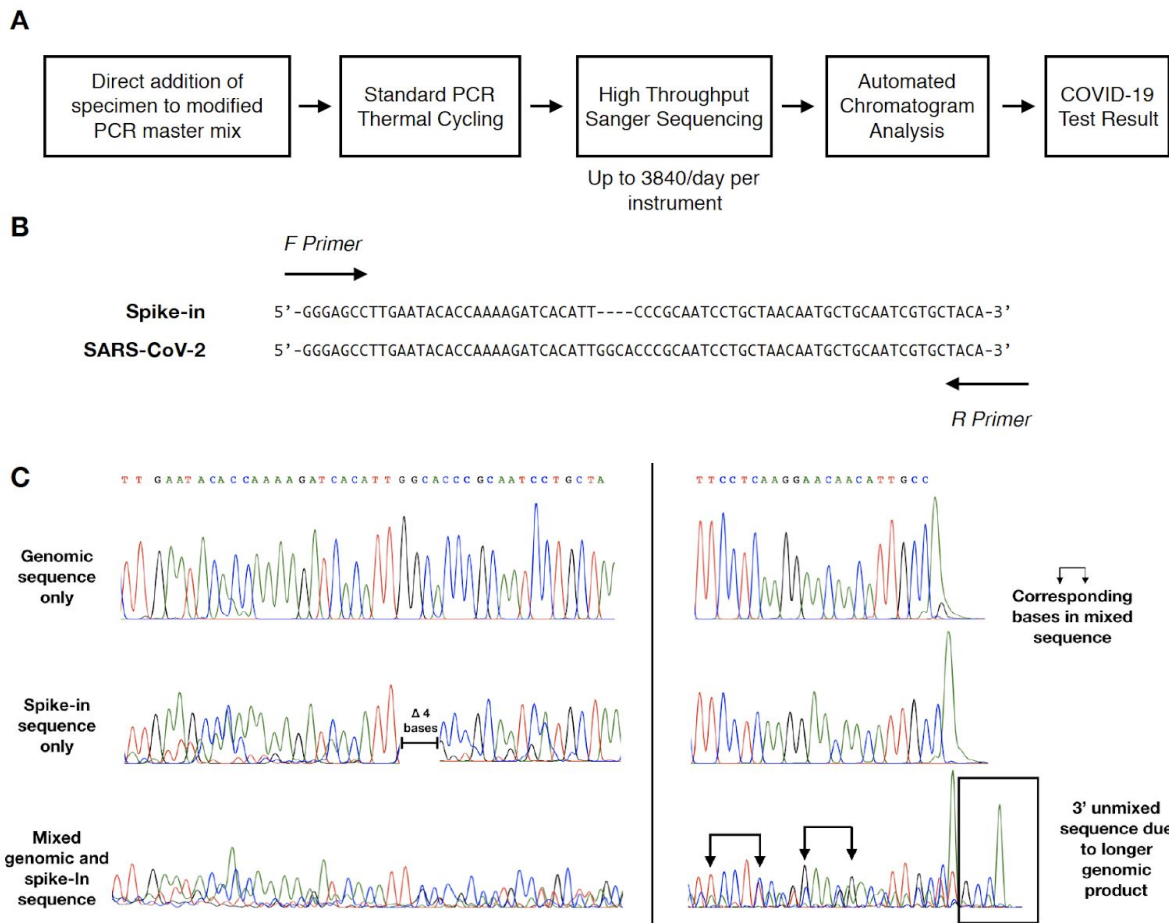 A
Direct addition of
specimen to modified
PCR master mix
Standard PCR
Thermal Cycling
High Throughput
Sanger Sequencing
Automated
Chromatogram
Analysis
COVID-19
Test Result
Up to 3840/day per
instrument
B
F Primer
Spike-in 5’-GGGAGCCTTGAATACACCAAAAGATCACATT----CCCGCAATCCTGCTAACAATGCTGCAATCGTGCTACA-3’
SARS-CoV-2 5’-GGGAGCCTTGAATACACCAAAAGATCACATTGGCACCCGCAATCCTGCTAACAATGCTGCAATCGTGCTACA-3’
R Primer
C
T T GAATACACCAAAAGATCACATT GGCACCCGCAATCCTGCTA
TTCCTCAAGGAACAACATTGCC
Genomic
sequence
only
Corresponding
bases in mixed
sequence
Spike-in
sequence
only
Δ 4
bases
Mixed
genomic and
spike-In
sequence
3’ unmixed
sequence due
to longer
genomic
product